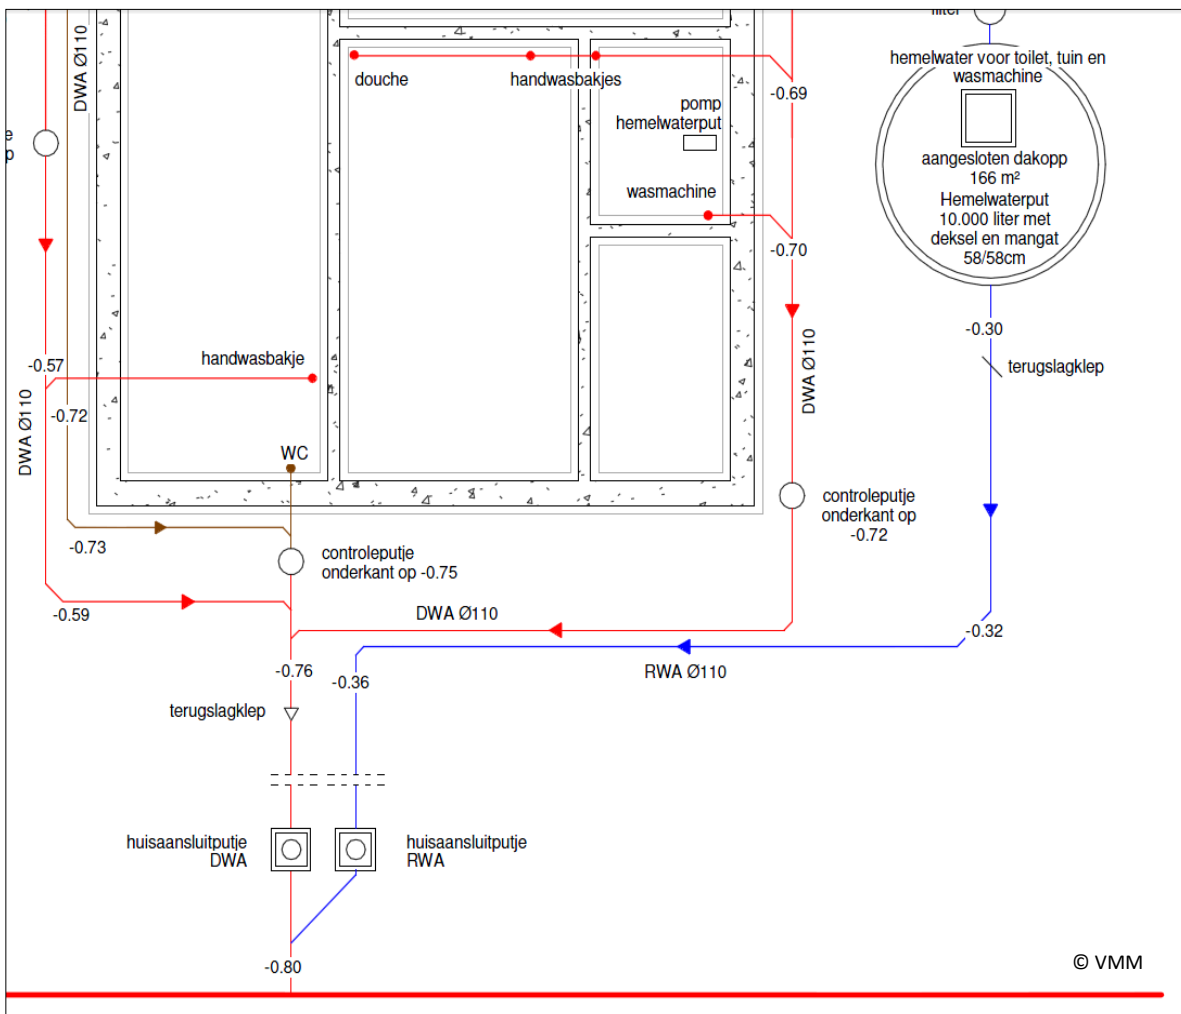 filter
DWA Ø110
hemelwater voor toilet, tuin en
wasmachine
douche
handwasbakjes
-0.69
pomp
hemelwaterput
e
p
aangesloten dakopp
166 m²
Hemelwaterput
10.000 liter met
deksel en mangat
58/58cm
wasmachine
-0.70
-0.30
terugslagklep
handwasbakje
-0.57
DWA Ø110
DWA Ø110
-0.72
WC
controleputje
onderkant op
-0.72
-0.73
controleputje
onderkant op -0.75
-0.59
DWA Ø110
-0.32
-0.76
-0.36
RWA Ø110
terugslagklep
huisaansluitputje
DWA
huisaansluitputje
RWA
-0.80
© VMM